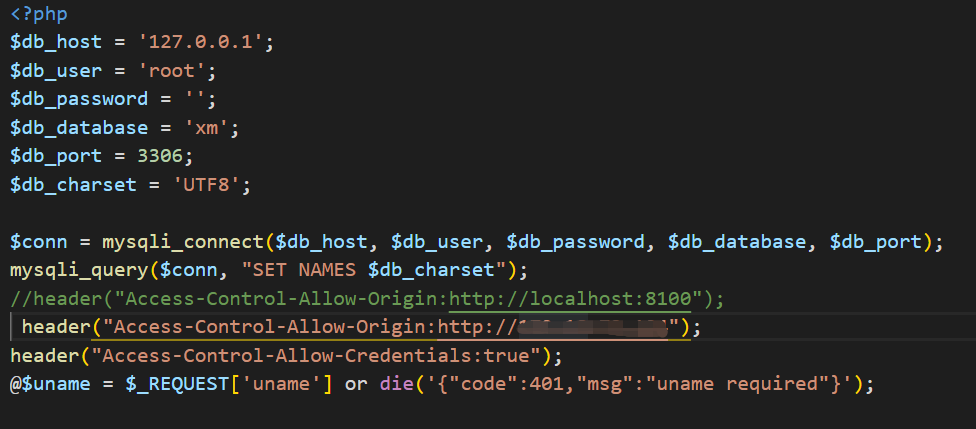 <?php
$db_host = '127.0.0.1';
$db_user = 'root';
$db_password = '';
$db_database = 'xm';
$db_port = 3306;
$db_charset = 'UTF8';
$conn = mysqli_connect($db_host, $db_user, $db_password, $db_database, $db_port);
mysqli_query($conn, "SET NAMES $db_charset");
//header("Access-Control-Allow-Origin:http://localhost:8100");
header("Access-Control-Allow-Origin:http://");
header("Access-Control-Allow-Credentials:true");
@$uname = $_REQUEST['uname'] or die('{"code":401,"msg":"uname required"}');